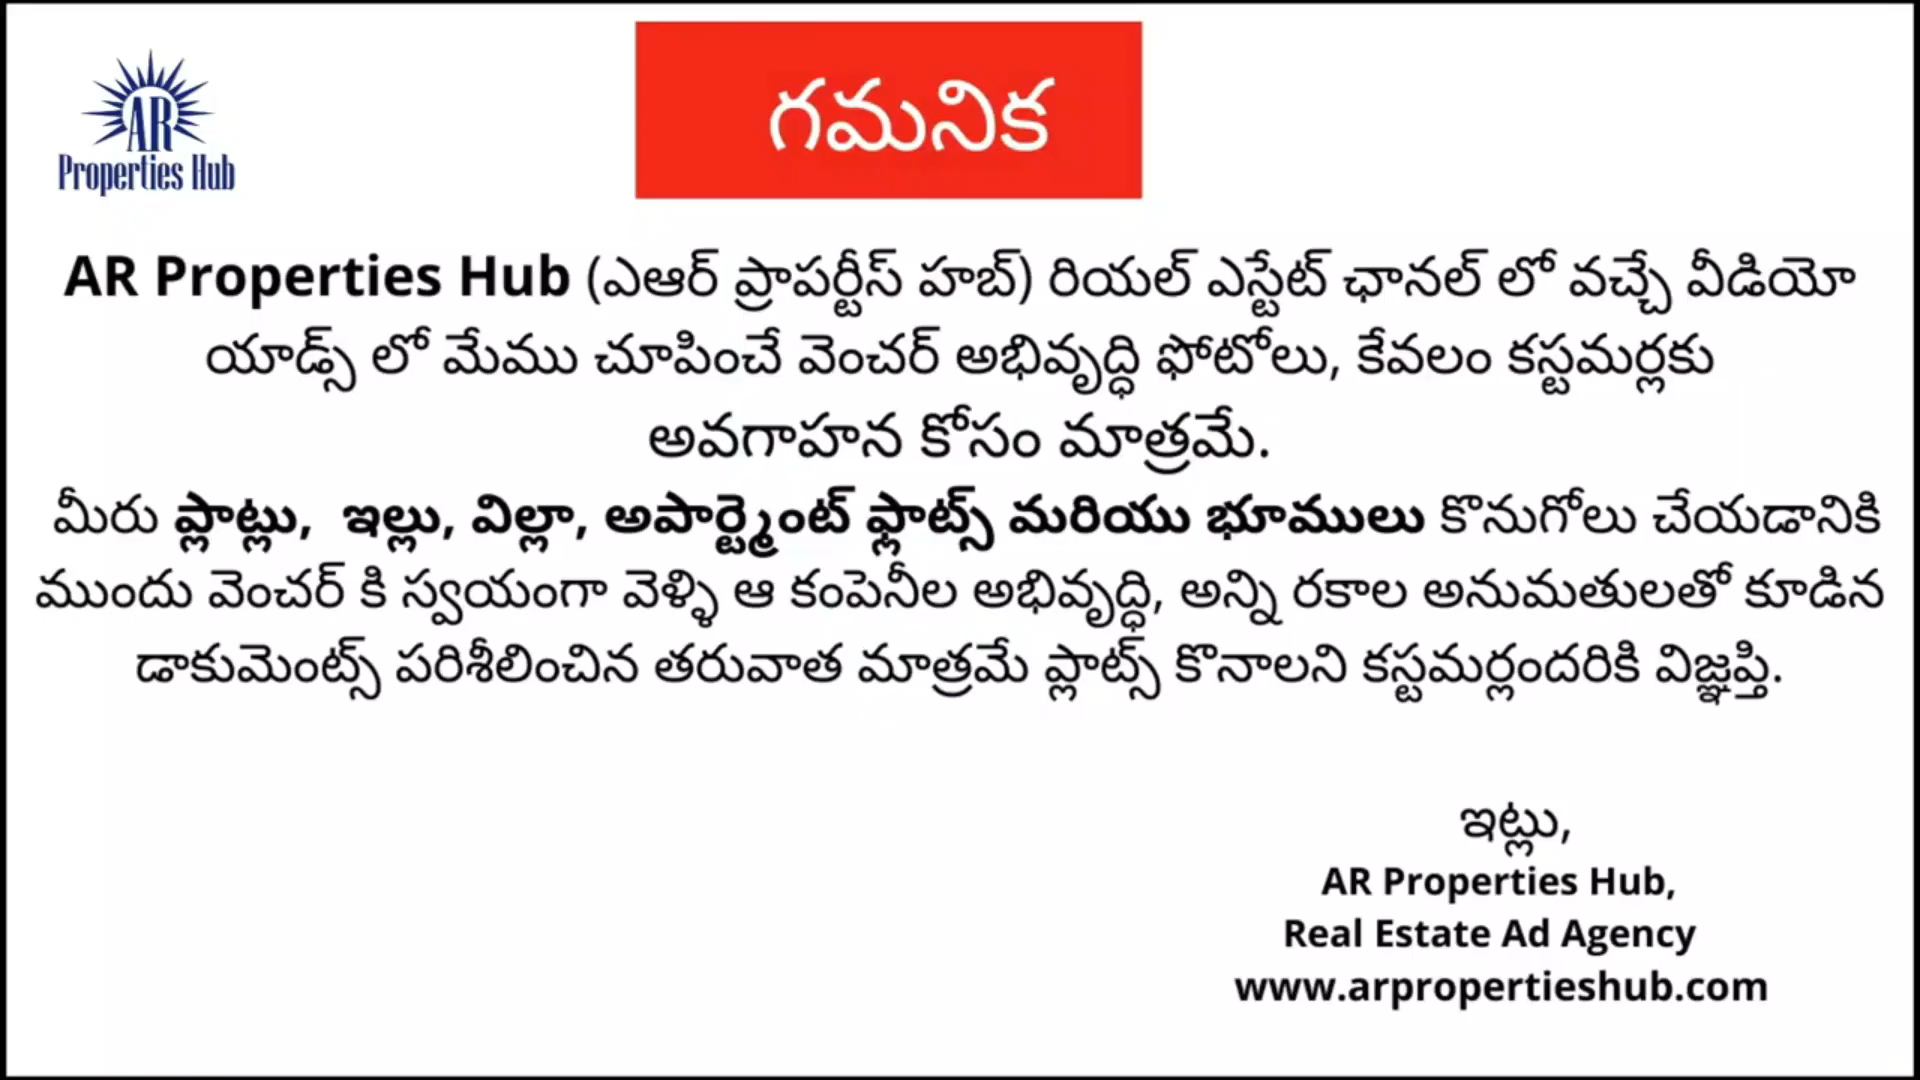 AR
Properties Hub
గమనిక
AR Properties Hub (ఎఆర్ ప్రాపర్టీస్ హబ్) రియల్ ఎస్టేట్ ఛానల్ లో వచ్చే వీడియో
యాడ్స్ లో మేము చూపించే వెంచర్ అభివృద్ధి ఫోటోలు, కేవలం కస్టమర్లకు
అవగాహన కోసం మాత్రమే.
మీరు ప్లాట్లు, ఇల్లు, విల్లా, అపార్ట్మెంట్ ఫ్లాట్స్ మరియు భూములు కొనుగోలు చేయడానికి
ముందు వెంచర్ కి స్వయంగా వెళ్ళి ఆ కంపెనీల అభివృద్ధి, అన్ని రకాల అనుమతులతో కూడిన
డాకుమెంట్స్ పరిశీలించిన తరువాత మాత్రమే ప్లాట్స్ కొనాలని కస్టమర్లందరికి విజ్ఞప్తి.
ఇట్లు,
AR Properties Hub,
Real Estate Ad Agency
www.arpropertieshub.com